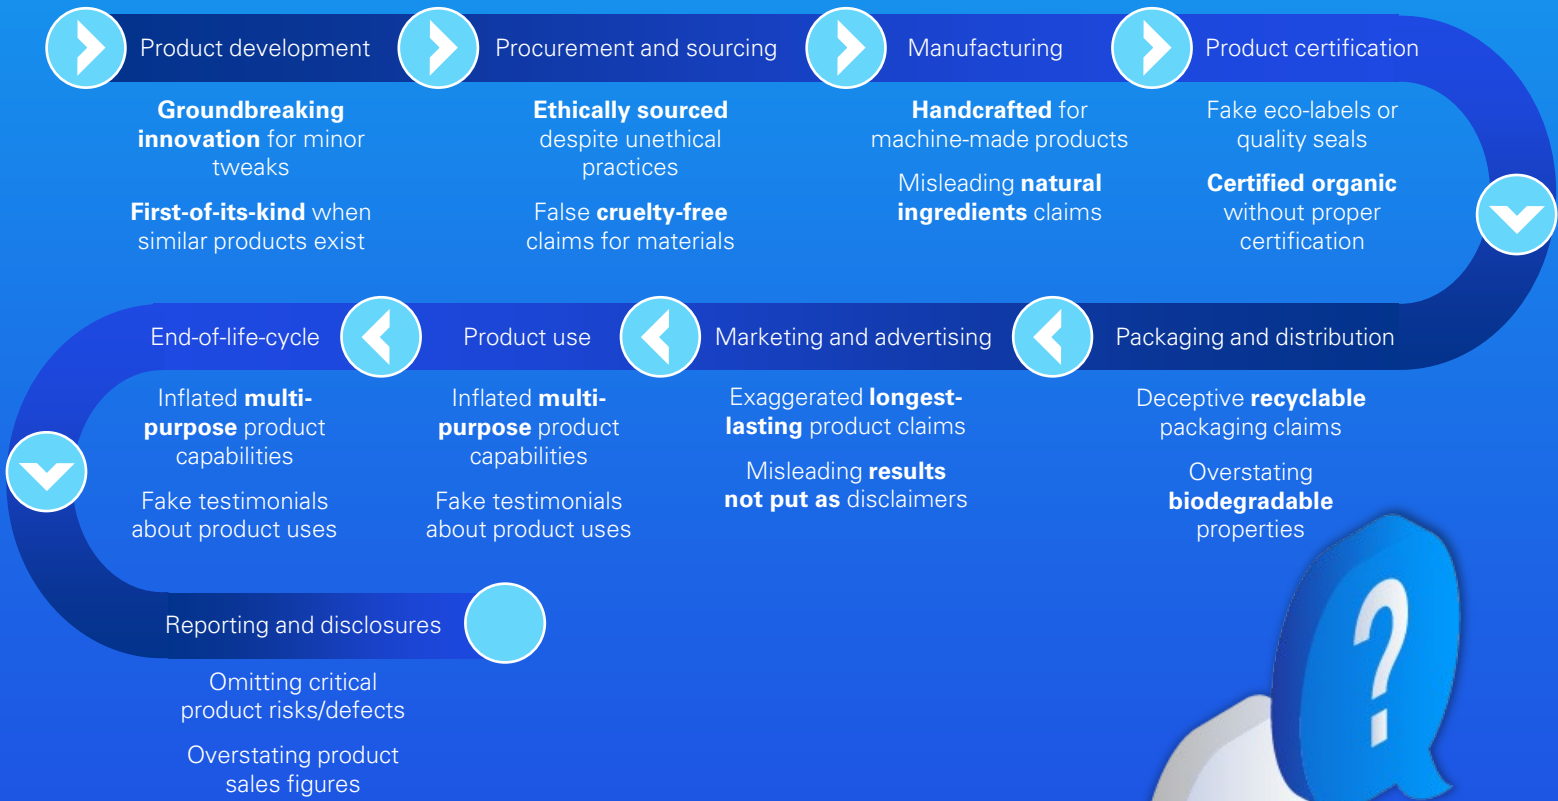 Product development
Groundbreaking
innovation for minor
tweaks
First-of-its-kind when
similar products exist
Procurement and sourcing
Ethically sourced
despite unethical
practices
False cruelty-free
claims for materials
Manufacturing
Handcrafted for
machine-made products
Misleading natural
ingredients claims
Product certification
Fake eco-labels or
quality seals
Certified organic
without proper
certification
Packaging and distribution
Deceptive recyclable
packaging claims
Overstating
biodegradable
properties
Marketing and advertising
Exaggerated longest-
lasting product claims
Misleading results
not put as disclaimers
Product use
Inflated multi-
purpose product
capabilities
Fake testimonials
about product uses
End-of-life-cycle
Inflated multi-
purpose product
capabilities
Fake testimonials
about product uses
Reporting and disclosures
Omitting critical
product risks/defects
Overstating product
sales figures
?